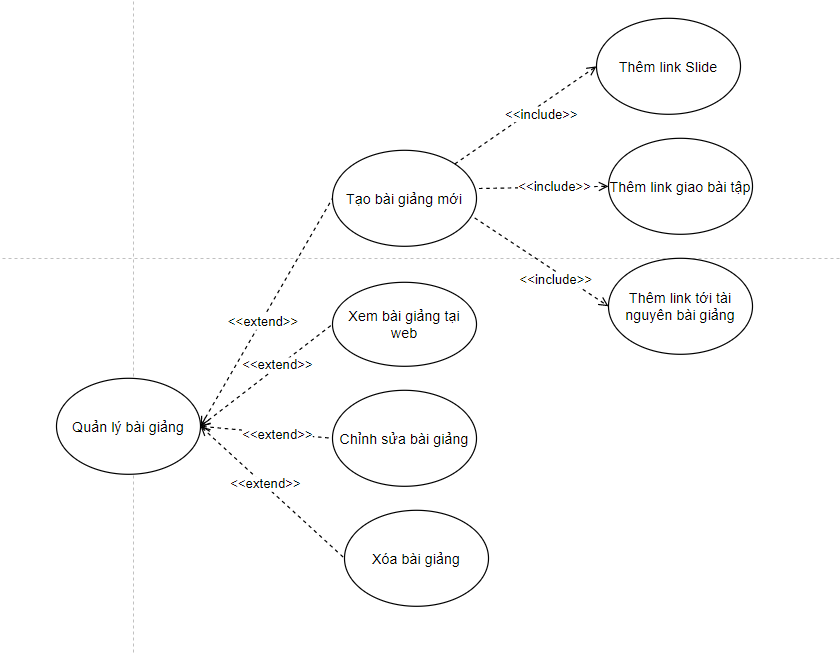 Thêm link Slide
<<include>>
Tạo bài giảng mới
<<include>>
Thêm link giao bài tập
<<include>>
Thêm link tới tài
nguyên bài giảng
<<extend>>
Xem bài giảng tại
web
<<extend>>
Quản lý bài giảng
<<extend>>
Chỉnh sửa bài giảng
<<extend>>
Xóa bài giảng